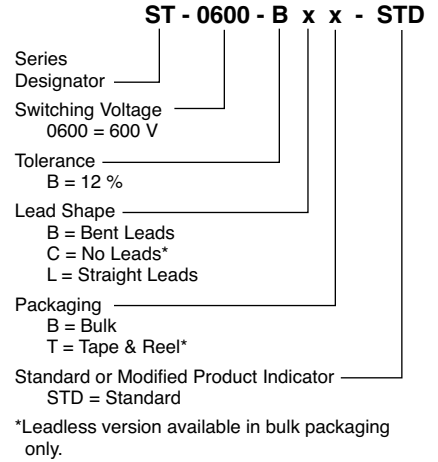 ST - 0600 - B x x - STD
Series
Designator
Switching Voltage
0600 = 600 V
Tolerance
B = 12 %
Lead Shape
B = Bent Leads
C = No Leads*
L = Straight Leads
Packaging
B = Bulk
T = Tape & Reel*
Standard or Modified Product Indicator
STD = Standard
*Leadless version available in bulk packaging
only.